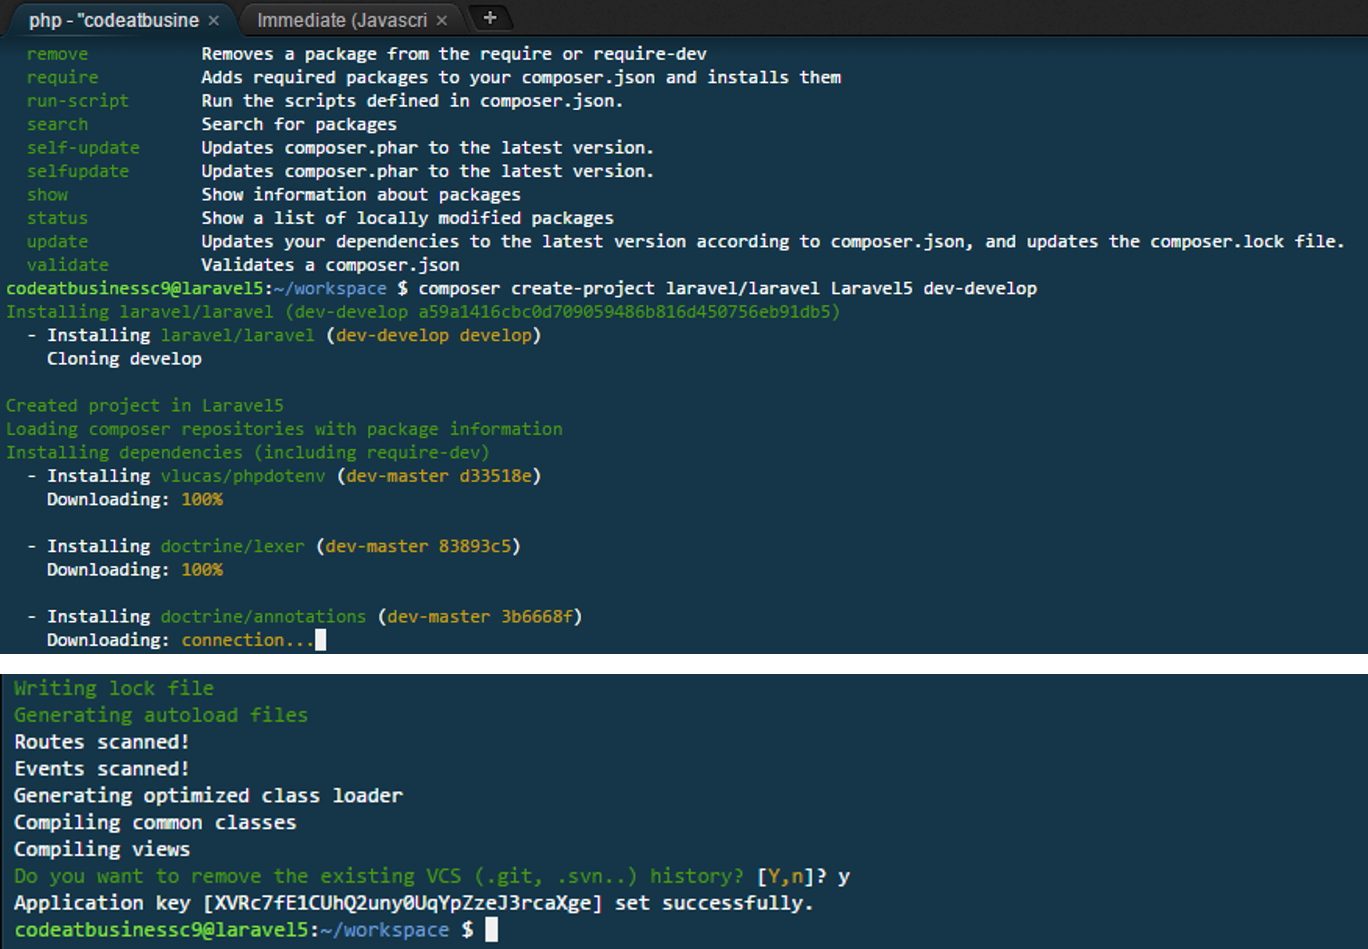 php - "codeatbusine ×
Immediate (Javascri ×
+
remove Removes a package from the require or require-dev
require Adds required packages to your composer.json and installs them
run-script Run the scripts defined in composer.json.
search Search for packages
self-update Updates composer.phar to the latest version.
selfupdate Updates composer.phar to the latest version.
show Show information about packages
status Show a list of locally modified packages
update Updates your dependencies to the latest version according to composer.json, and updates the composer.lock file.
validate Validates a composer.json
codeatbusinessc9@laravel5:~/workspace $ composer create-project laravel/laravel Laravel5 dev-develop
Installing laravel/laravel (dev-develop a59a1416cbc0d709059486b816d450756eb91db5)
- Installing laravel/laravel (dev-develop develop)
Cloning develop
Created project in Laravel5
Loading composer repositories with package information
Installing dependencies (including require-dev)
- Installing vlucas/phpdotenv (dev-master d33518e)
Downloading: 100%
- Installing doctrine/lexer (dev-master 83893c5)
Downloading: 100%
- Installing doctrine/annotations (dev-master 3b6668f)
Downloading: connection...
Writing lock file
Generating autoload files
Routes scanned!
Events scanned!
Generating optimized class loader
Compiling common classes
Compiling views
Do you want to remove the existing VCS (.git, .svn..) history? [Y,n]? y
Application key [XVRc7fE1CUhQ2uny0UqYpZzeJ3rcaXge] set successfully.
codeatbusinessc9@laravel5:~/workspace $